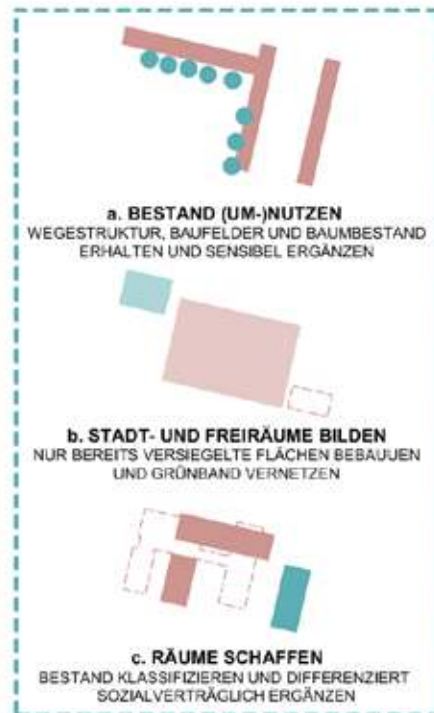 a. BESTAND (UM-)NUTZEN
WEGESTRUKTUR, BAUFELDER UND BAUMBESTAND
ERHALTEN UND SENSIBEL ERGÄNZEN
b. STADT- UND FREIRÄUME BILDEN
NUR BEREITS VERSIEGELTE FLÄCHEN BEBAUUEN
UND GRÜNBAND VERNETZEN
c. RÄUME SCHAFFEN
BESTAND KLASSIFIZIEREN UND DIFFERENZIERT
SOZIALVERTRÄGLICH ERGÄNZEN